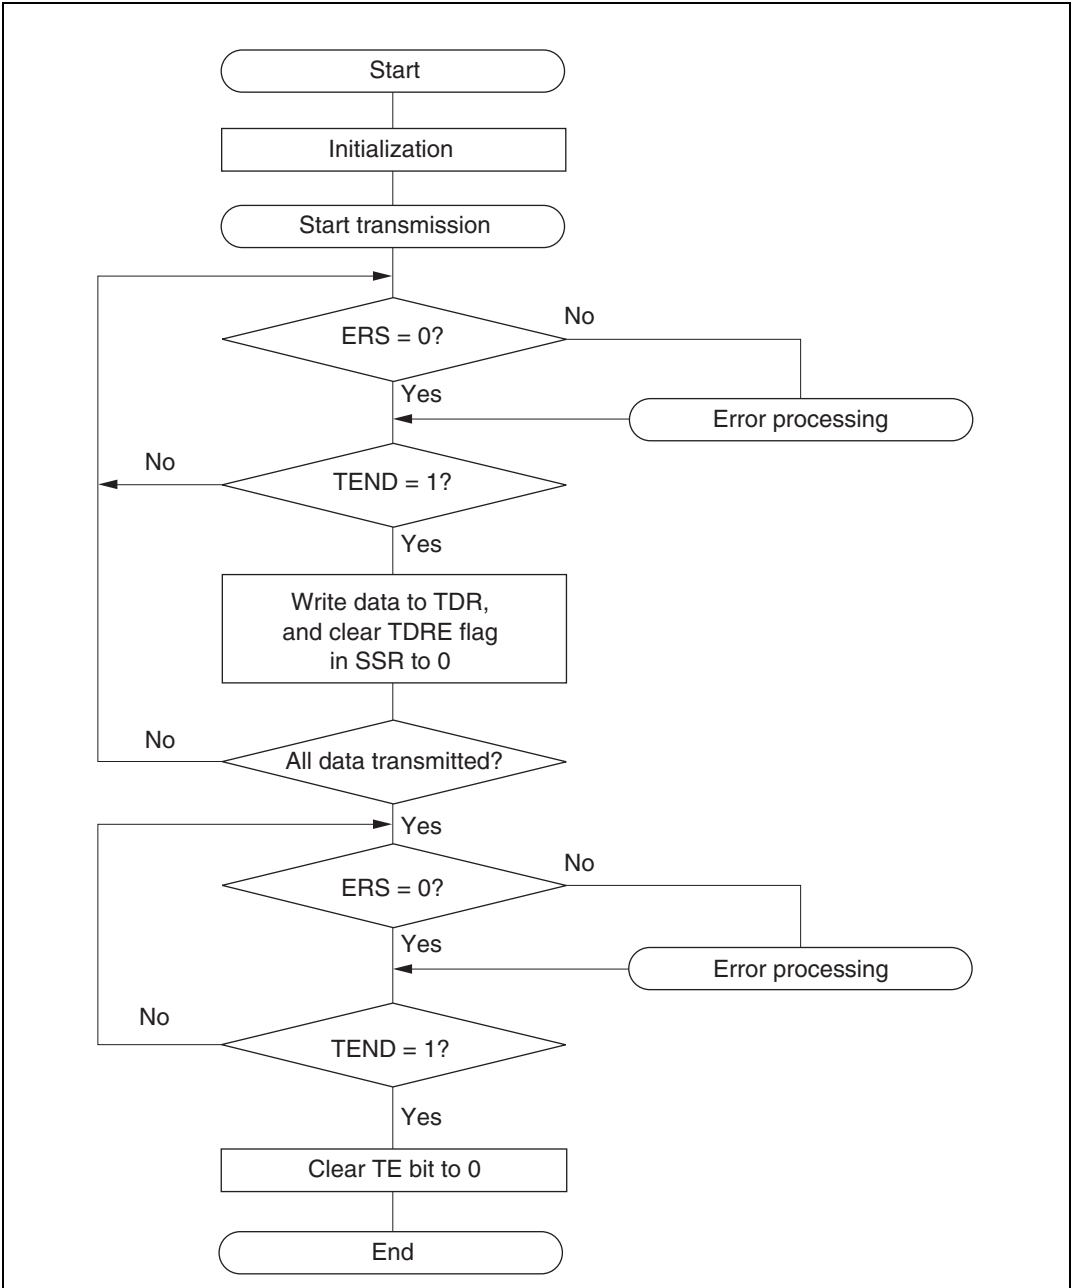 Start
Initialization
Start transmission
ERS = 0?
No
Yes
Error processing
No
TEND = 1?
Yes
Write data to TDR,
and clear TDRE flag
in SSR to 0
No
All data transmitted?
Yes
No
ERS = 0?
Yes
Error processing
No
TEND = 1?
Yes
Clear TE bit to 0
End